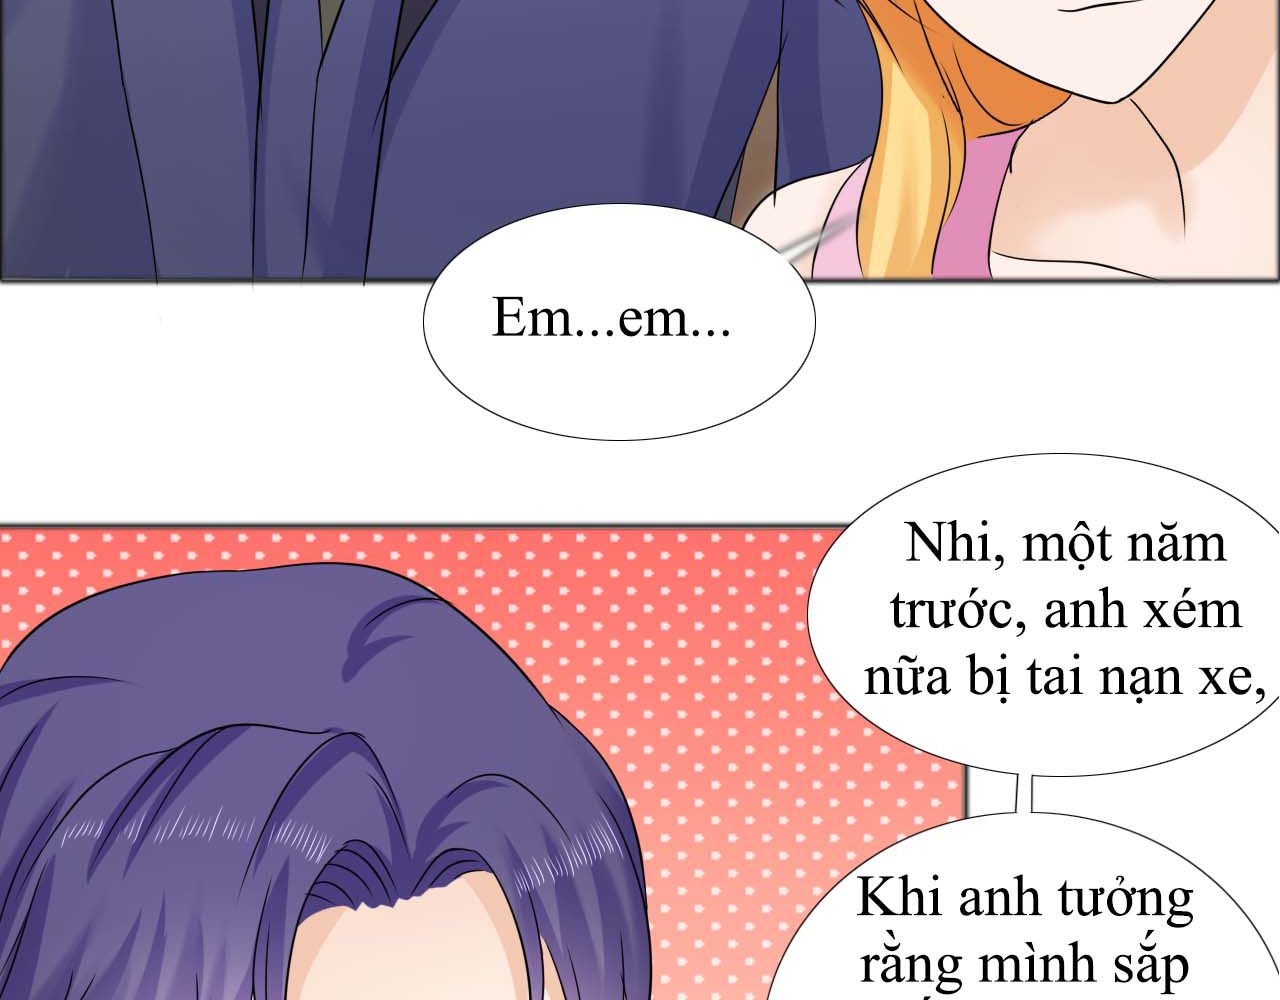 Em...em...
Nhi, một năm
trước, anh xém
nữa bị tai nạn xe,
Khi anh tưởng
rằng mình sắp